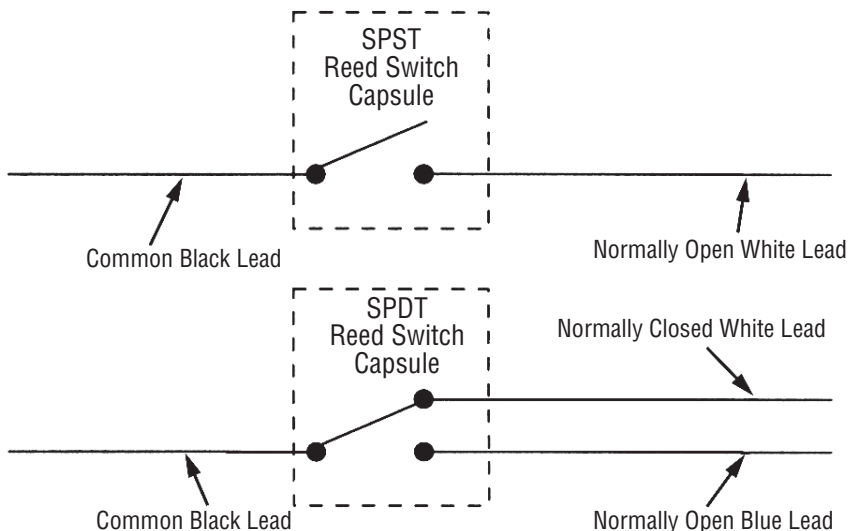 SPST
Reed Switch
Capsule
Common Black Lead
Normally Open White Lead
SPDT
Reed Switch
Capsule
Normally Closed White Lead
Common Black Lead
Normally Open Blue Lead